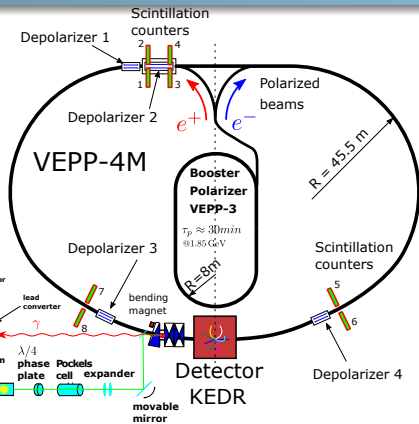 Scintillation
counters
Depolarizer 1
2 4
1 3
Depolarizer 2
Polarized
beams
e⁺
e⁻
VEPP-4M
R = 45.5 m
Booster
Polarizer
VEPP-3
τₚ ≈ 30min
@1.85 GeV
R=8m
Depolarizer 3
Scintillation
counters
7
8
5
6
lead
converter
bending
magnet
γ
λ/4
phase
plate
Pockels
cell
expander
movable
mirror
Detector
KEDR
Depolarizer 4